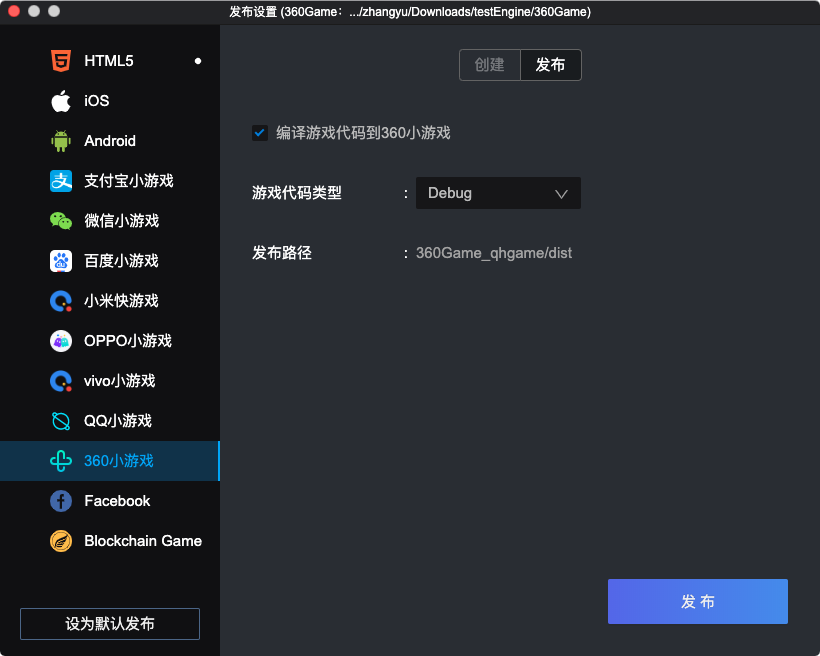 发布设置 (360Game：.../zhangyu/Downloads/testEngine/360Game)
HTML5
iOS
Android
支付宝小游戏
微信小游戏
百度小游戏
小米快游戏
OPPO小游戏
vivo小游戏
QQ小游戏
360小游戏
Facebook
Blockchain Game
设为默认发布
创建 发布
编译游戏代码到360小游戏
游戏代码类型 : Debug
发布路径 : 360Game_qhgame/dist
发布